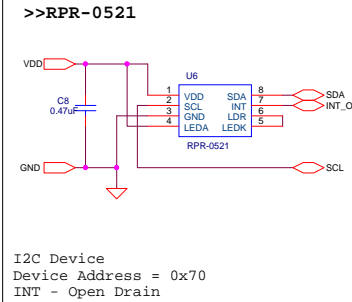 >>RPR-0521
VDD
C8
0.47uF
U6
1 VDD SDA 8
2 SCL INT 7
3 GND LDR 6
4 LEDA LEDK 5
RPR-0521
SDA
INT_O
GND
SCL
I2C Device
Device Address = 0x70
INT - Open Drain